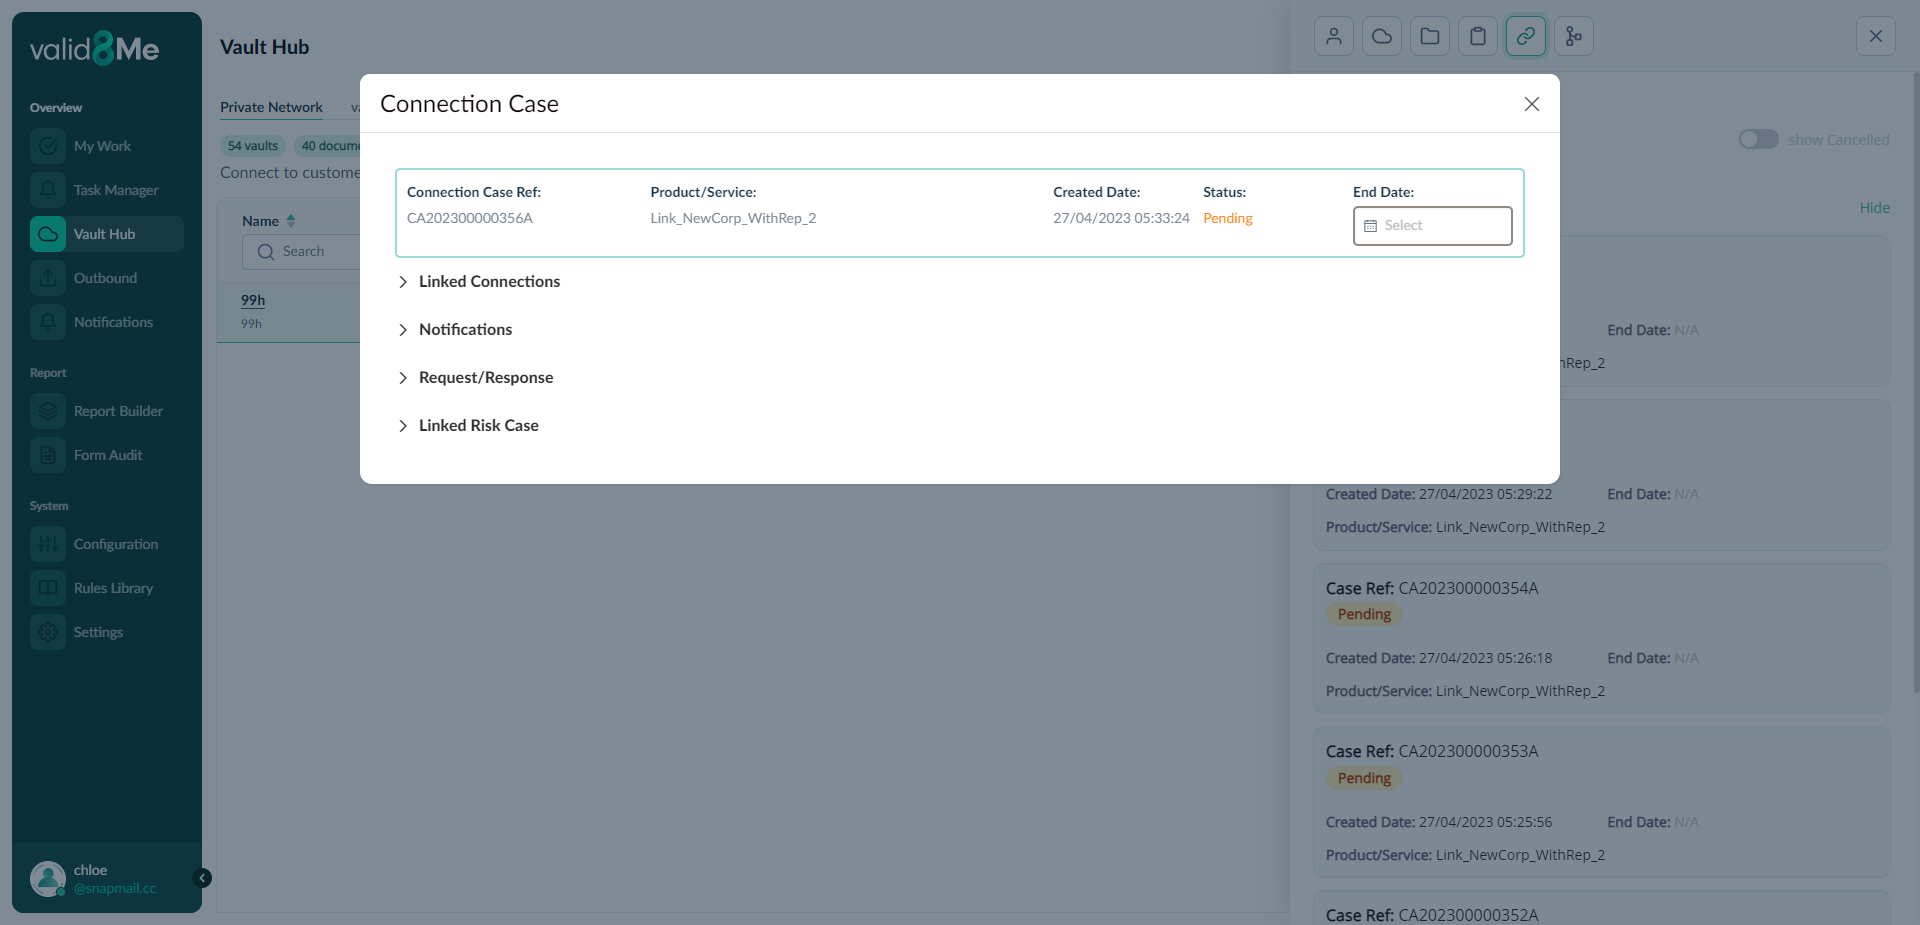 valid8Me
Overview
My Work
Task Manager
Vault Hub
Outbound
Notifications
Report
Report Builder
Form Audit
System
Configuration
Rules Library
Settings
chloe
@snapmail.cc
Vault Hub
Private Network
54 vaults
40 docume
Connect to custome
Name
Search
99h
99h
Connection Case
Connection Case Ref:
CA202300000356A
Product/Service:
Link_NewCorp_WithRep_2
Created Date:
27/04/2023 05:33:24
Status:
Pending
End Date:
Select
Linked Connections
Notifications
Request/Response
Linked Risk Case
show Cancelled
Hide
End Date: N/A
hRep_2
Created Date: 27/04/2023 05:29:22 End Date: N/A
Product/Service: Link_NewCorp_WithRep_2
Case Ref: CA202300000354A
Pending
Created Date: 27/04/2023 05:26:18 End Date: N/A
Product/Service: Link_NewCorp_WithRep_2
Case Ref: CA202300000353A
Pending
Created Date: 27/04/2023 05:25:56 End Date: N/A
Product/Service: Link_NewCorp_WithRep_2
Case Ref: CA202300000352A